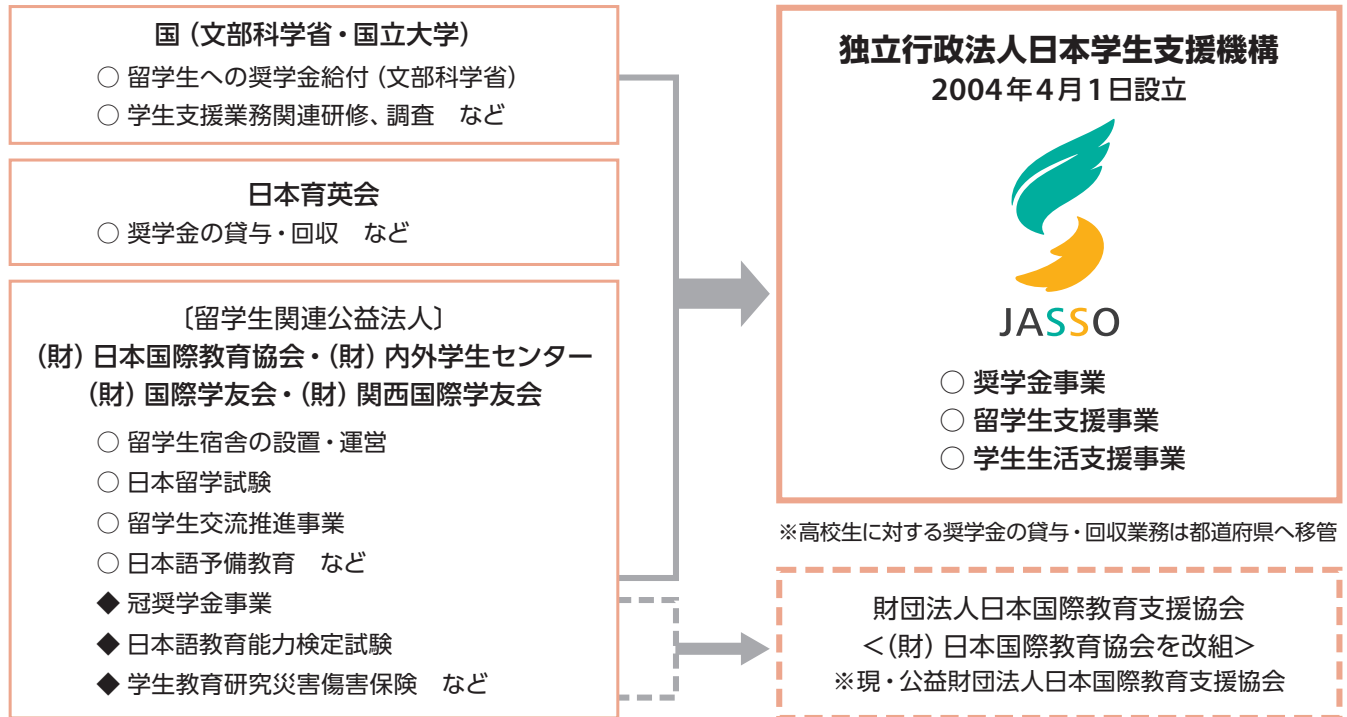 国（文部科学省・国立大学）
○ 留学生への奨学金給付（文部科学省）
○ 学生支援業務関連研修、調査　など
日本育英会
○ 奨学金の貸与・回収　など
〔留学生関連公益法人〕
（財）日本国際教育協会・（財）内外学生センター
（財）国際学友会・（財）関西国際学友会
○ 留学生宿舎の設置・運営
○ 日本留学試験
○ 留学生交流推進事業
○ 日本語予備教育　など
◆ 冠奨学金事業
◆ 日本語教育能力検定試験
◆ 学生教育研究災害傷害保険　など
独立行政法人日本学生支援機構
2004年4月1日設立
JASSO
○ 奨学金事業
○ 留学生支援事業
○ 学生生活支援事業
※高校生に対する奨学金の貸与・回収業務は都道府県へ移管
財団法人日本国際教育支援協会
＜（財）日本国際教育協会を改組＞
※現・公益財団法人日本国際教育支援協会